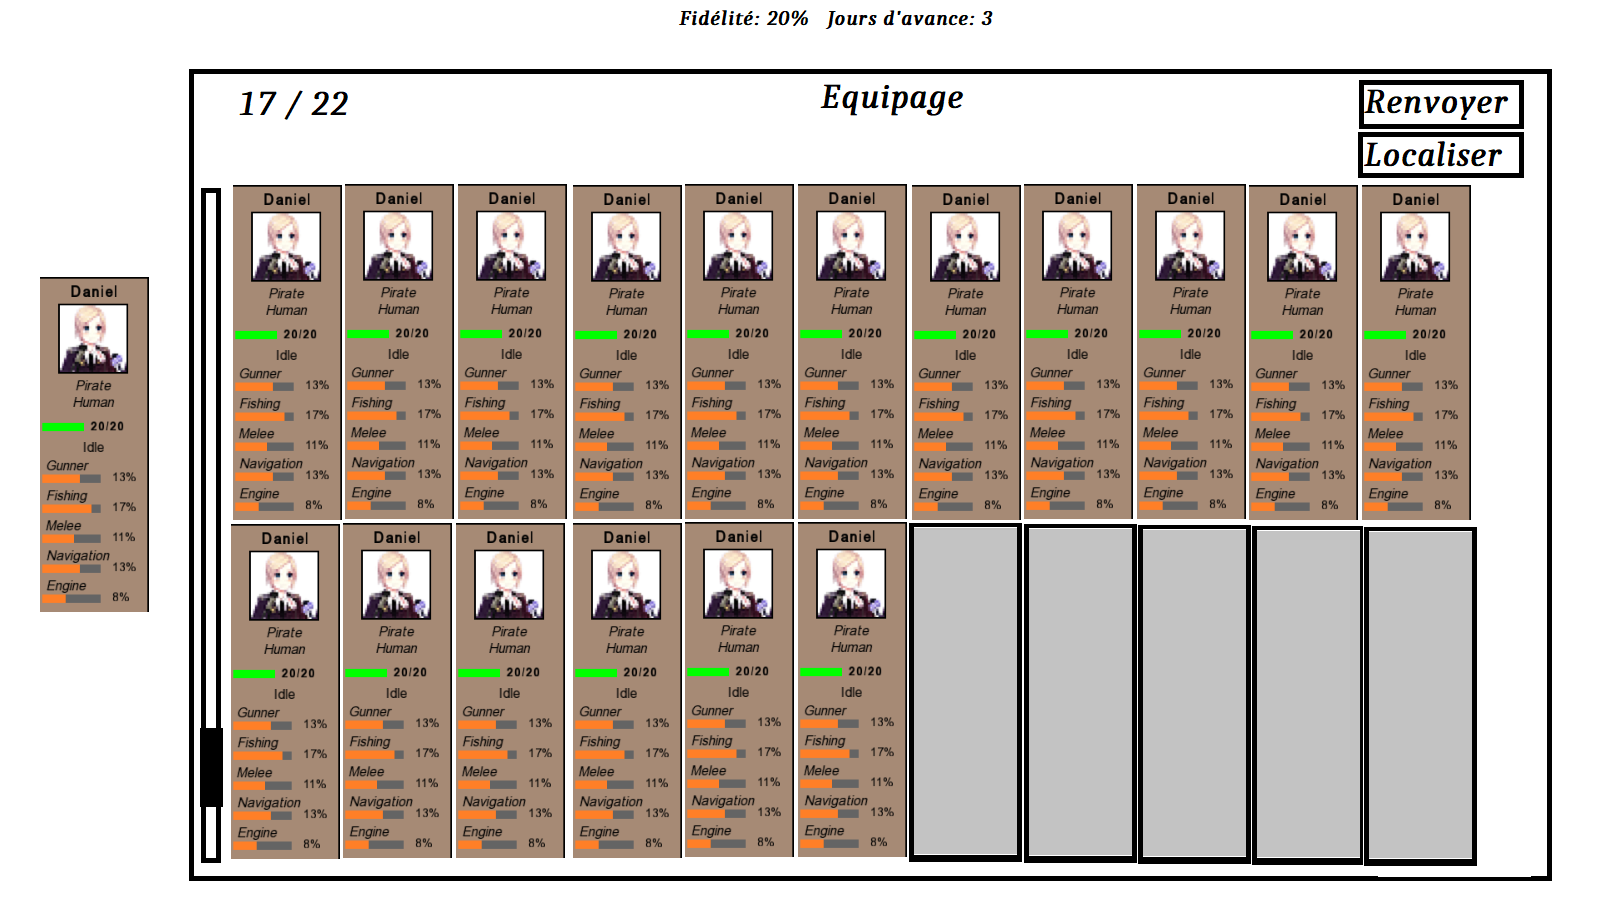 Fidélité: 20% Jours d'avance: 3
17 / 22 Equipage Renvoyer
Localiser
Daniel
Pirate
Human
20/20
Idle
Gunner 13%
Fishing 17%
Melee 11%
Navigation 13%
Engine 8%
Daniel Daniel Daniel Daniel Daniel Daniel Daniel Daniel Daniel Daniel Daniel
Pirate Pirate Pirate Pirate Pirate Pirate Pirate Pirate Pirate Pirate Pirate
Human Human Human Human Human Human Human Human Human Human Human
20/20 20/20 20/20 20/20 20/20 20/20 20/20 20/20 20/20 20/20 20/20
Idle Idle Idle Idle Idle Idle Idle Idle Idle Idle Idle
Gunner 13% Gunner 13% Gunner 13% Gunner 13% Gunner 13% Gunner 13% Gunner 13% Gunner 13% Gunner 13% Gunner 13% Gunner 13%
Fishing 17% Fishing 17% Fishing 17% Fishing 17% Fishing 17% Fishing 17% Fishing 17% Fishing 17% Fishing 17% Fishing 17% Fishing 17%
Melee 11% Melee 11% Melee 11% Melee 11% Melee 11% Melee 11% Melee 11% Melee 11% Melee 11% Melee 11% Melee 11%
Navigation 13% Navigation 13% Navigation 13% Navigation 13% Navigation 13% Navigation 13% Navigation 13% Navigation 13% Navigation 13% Navigation 13% Navigation 13%
Engine 8% Engine 8% Engine 8% Engine 8% Engine 8% Engine 8% Engine 8% Engine 8% Engine 8% Engine 8% Engine 8%
Daniel Daniel Daniel Daniel Daniel Daniel
Pirate Pirate Pirate Pirate Pirate Pirate
Human Human Human Human Human Human
20/20 20/20 20/20 20/20 20/20 20/20
Idle Idle Idle Idle Idle Idle
Gunner 13% Gunner 13% Gunner 13% Gunner 13% Gunner 13% Gunner 13%
Fishing 17% Fishing 17% Fishing 17% Fishing 17% Fishing 17% Fishing 17%
Melee 11% Melee 11% Melee 11% Melee 11% Melee 11% Melee 11%
Navigation 13% Navigation 13% Navigation 13% Navigation 13% Navigation 13% Navigation 13%
Engine 8% Engine 8% Engine 8% Engine 8% Engine 8% Engine 8%